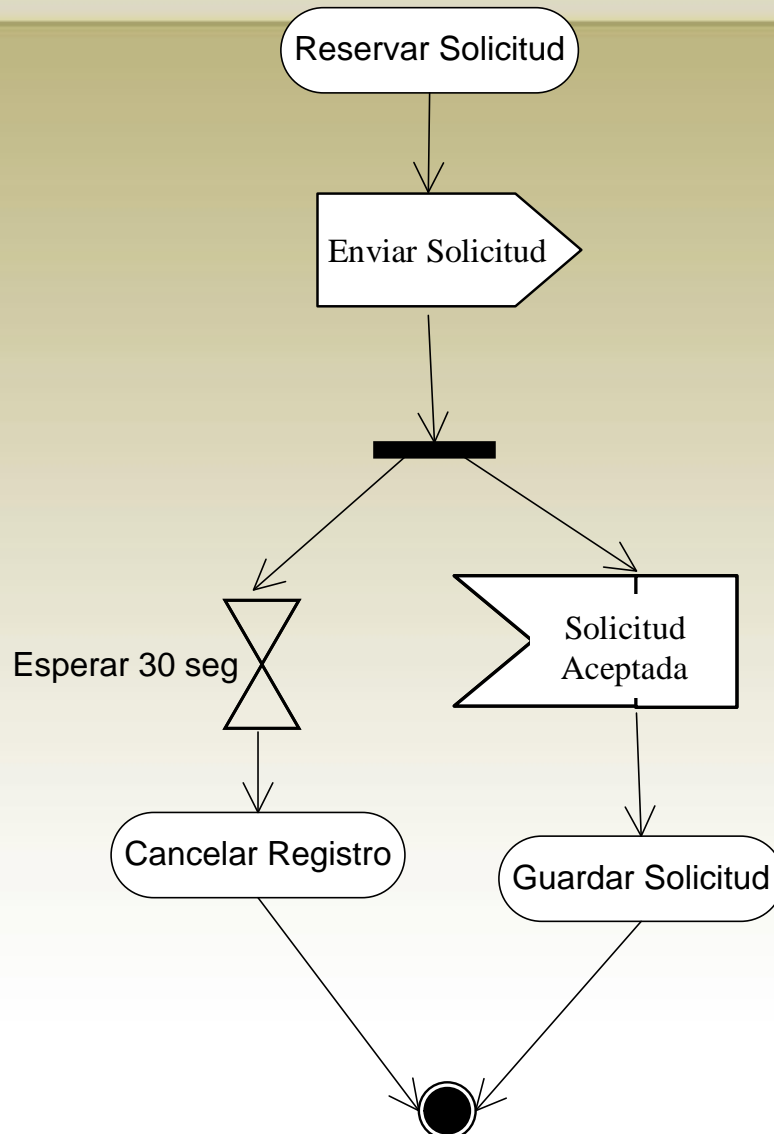 Reservar Solicitud
Enviar Solicitud
Esperar 30 seg
Solicitud
Aceptada
Cancelar Registro
Guardar Solicitud